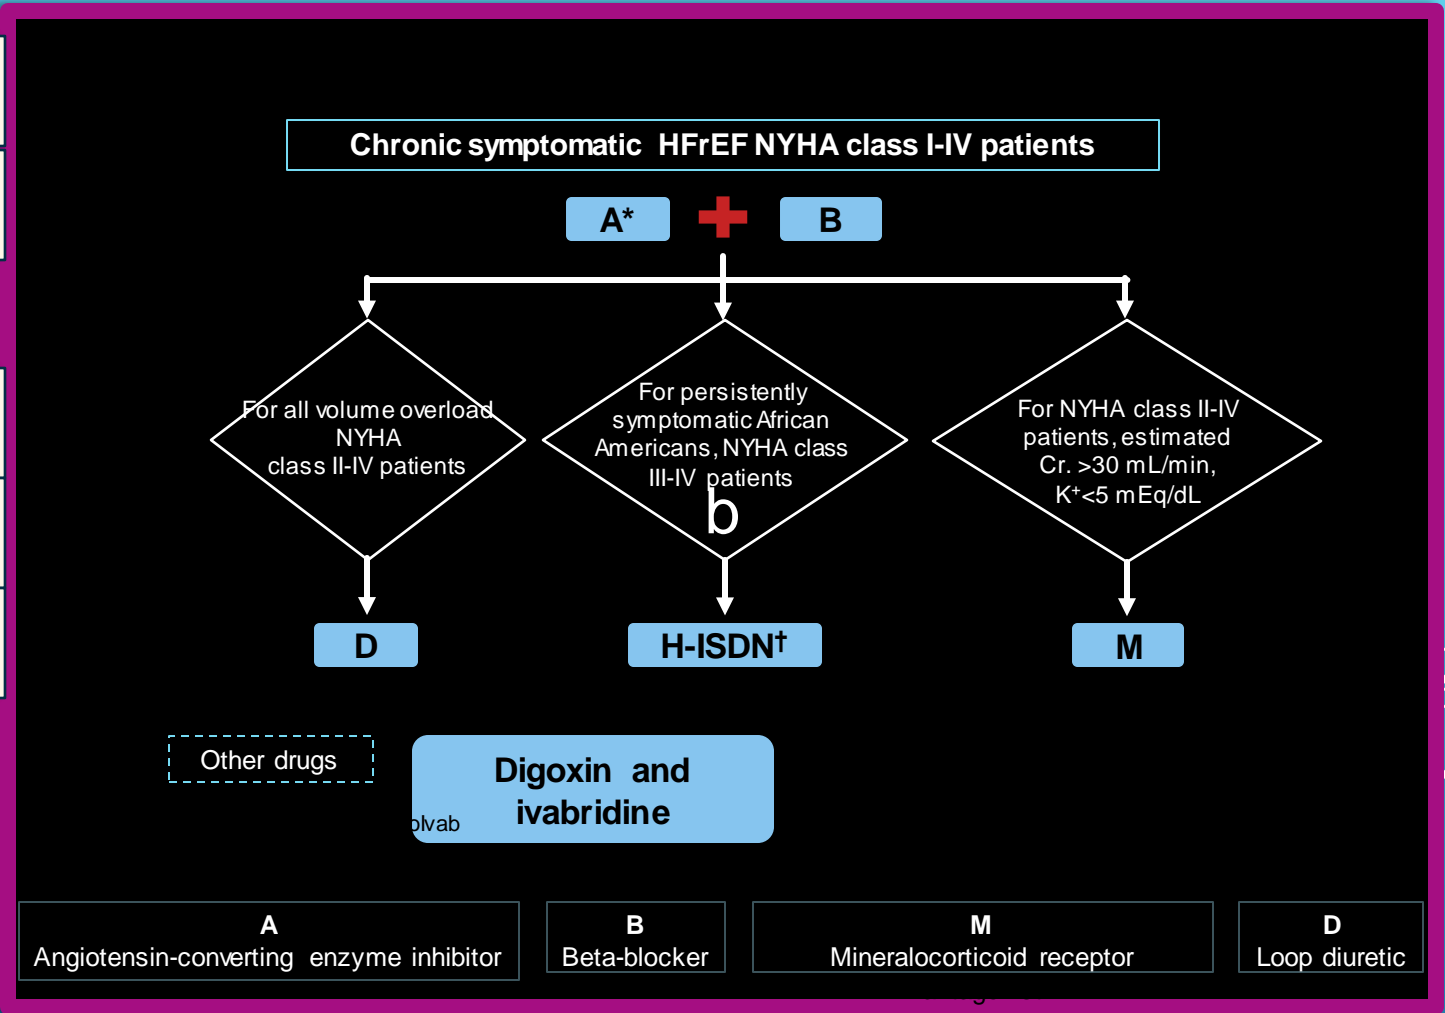 Chronic symptomatic HFrEF NYHA class I-IV patients
A*
B
For all volume overload
NYHA
class II-IV patients
For persistently
symptomatic African
Americans, NYHA class
III-IV patients
b
For NYHA class II-IV
patients, estimated
Cr. >30 mL/min,
K⁺<5 mEq/dL
D
H-ISDN†
M
Other drugs
Digoxin and
ivabridine
olvab
A
Angiotensin-converting enzyme inhibitor
B
Beta-blocker
M
Mineralocorticoid receptor
D
Loop diuretic